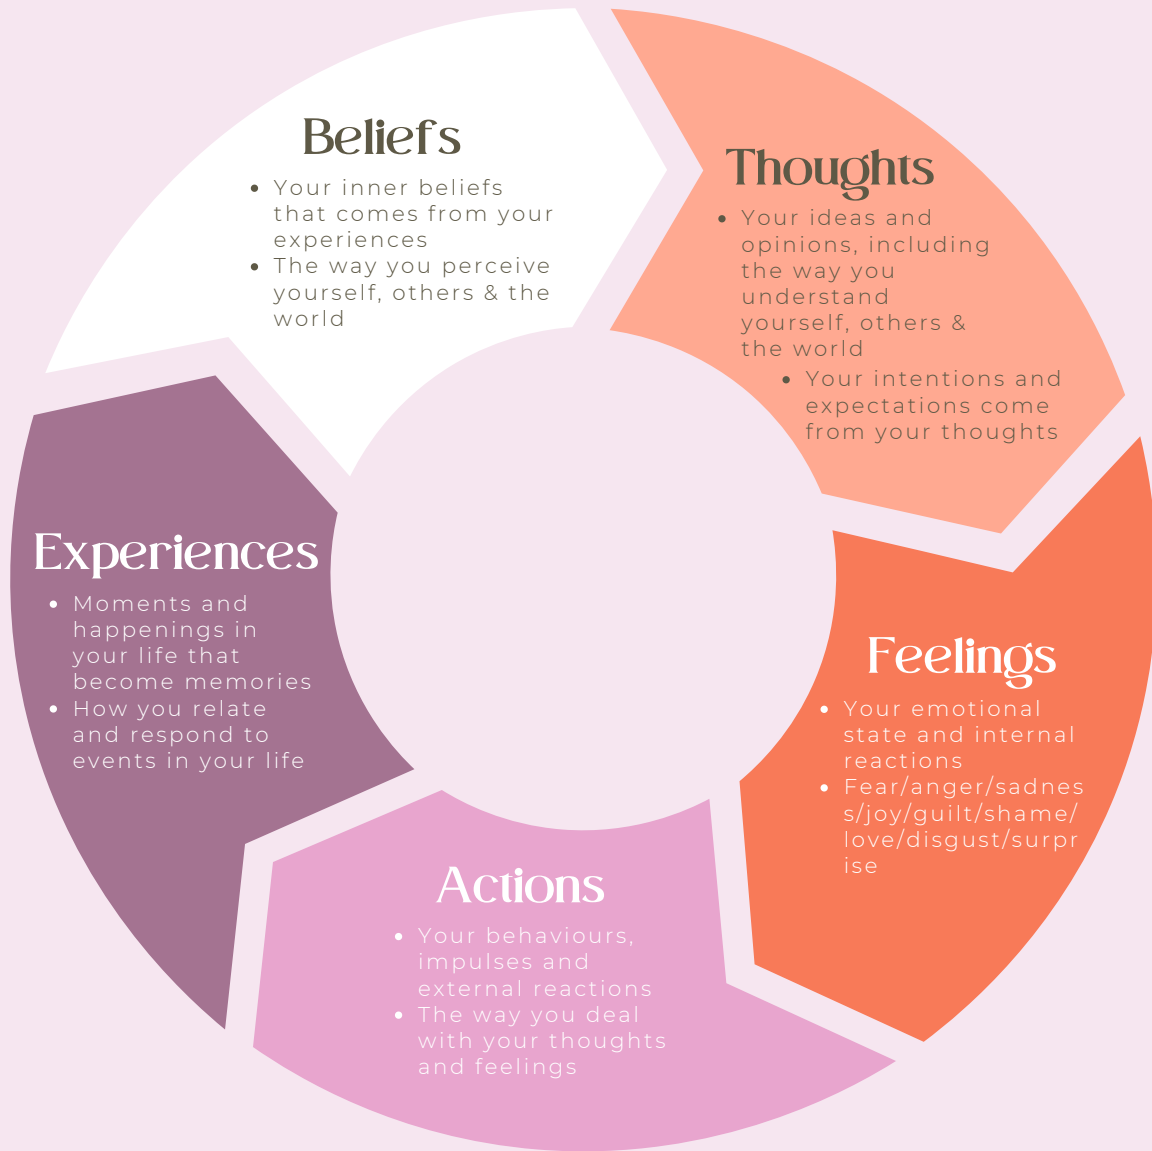 Beliefs
• Your inner beliefs
that comes from your
experiences
• The way you perceive
yourself, others & the
world
Thoughts
• Your ideas and
opinions, including
the way you
understand
yourself, others &
the world
• Your intentions and
expectations come
from your thoughts
Feelings
• Your emotional
state and internal
reactions
• Fear/anger/sadnes
s/joy/guilt/shame/
love/disgust/surpr
ise
Actions
• Your behaviours,
impulses and
external reactions
• The way you deal
with your thoughts
and feelings
Experiences
• Moments and
happenings in
your life that
become memories
• How you relate
and respond to
events in your life